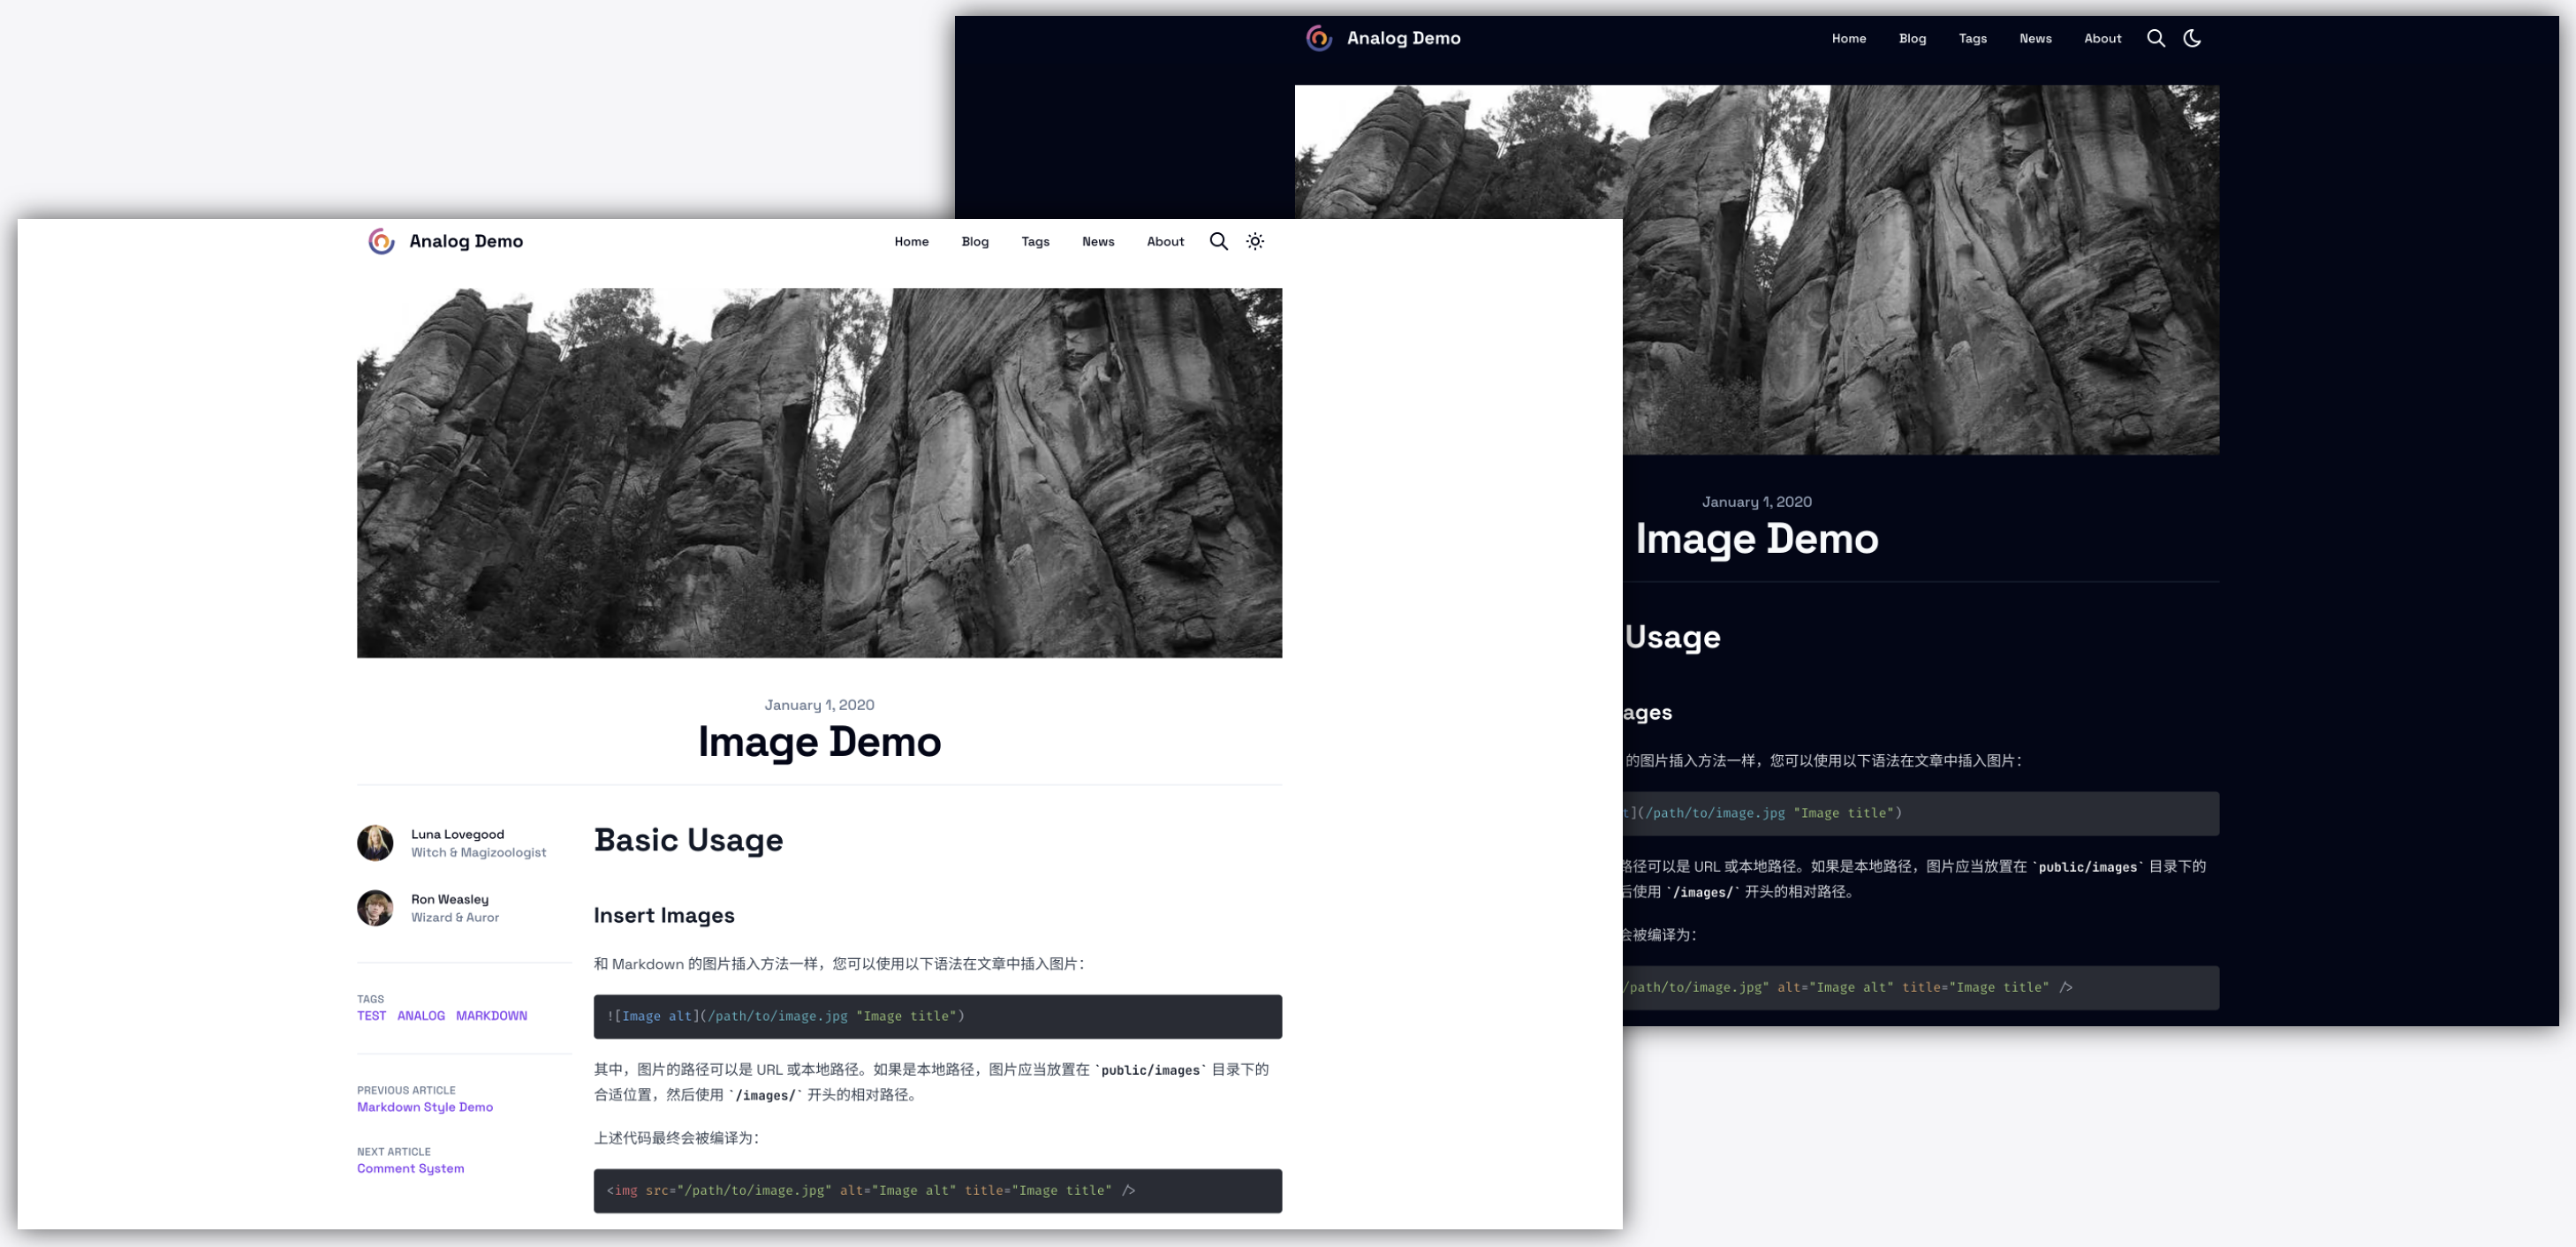 Analog Demo
Home Blog Tags News About
January 1, 2020
Image Demo
Usage
ages
的图片插入方法一样，您可以使用以下语法在文章中插入图片：
t](/path/to/image.jpg "Image title")
路径可以是 URL 或本地路径。如果是本地路径，图片应当放置在 `public/images` 目录下的
后使用 `/images/` 开头的相对路径。
会被编译为：
/path/to/image.jpg" alt="Image alt" title="Image title" />
Analog Demo
Home Blog Tags News About
January 1, 2020
Image Demo
Luna Lovegood
Witch & Magizoologist
Ron Weasley
Wizard & Auror
TAGS
TEST ANALOG MARKDOWN
PREVIOUS ARTICLE
Markdown Style Demo
NEXT ARTICLE
Comment System
Basic Usage
Insert Images
和 Markdown 的图片插入方法一样，您可以使用以下语法在文章中插入图片：
![Image alt](/path/to/image.jpg "Image title")
其中，图片的路径可以是 URL 或本地路径。如果是本地路径，图片应当放置在 `public/images` 目录下的
合适位置，然后使用 `/images/` 开头的相对路径。
上述代码最终会被编译为：
<img src="/path/to/image.jpg" alt="Image alt" title="Image title" />